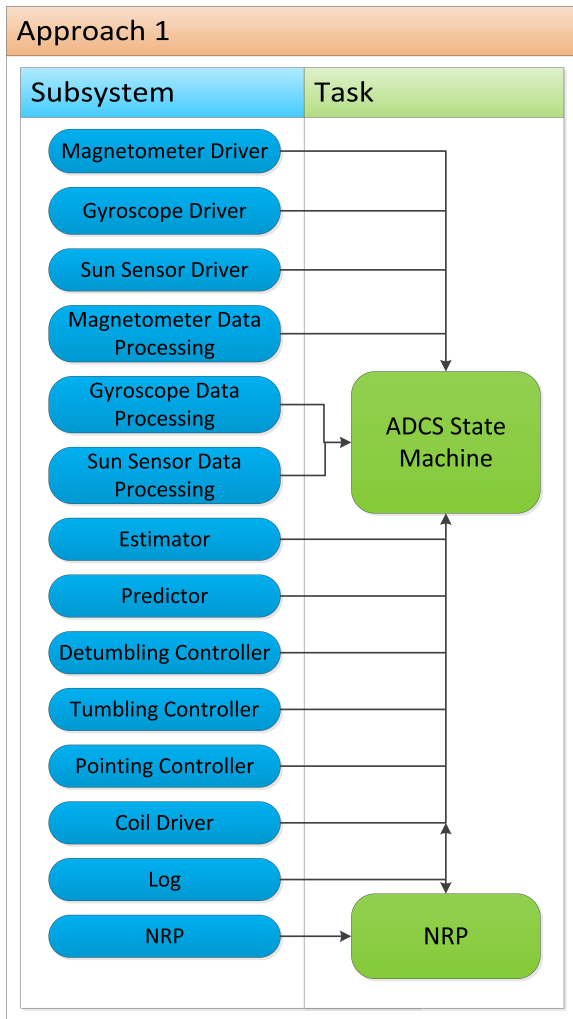 Approach 1
Subsystem
Task
Magnetometer Driver
Gyroscope Driver
Sun Sensor Driver
Magnetometer Data
Processing
Gyroscope Data
Processing
ADCS State
Machine
Sun Sensor Data
Processing
Estimator
Predictor
Detumbling Controller
Tumbling Controller
Pointing Controller
Coil Driver
Log
NRP
NRP